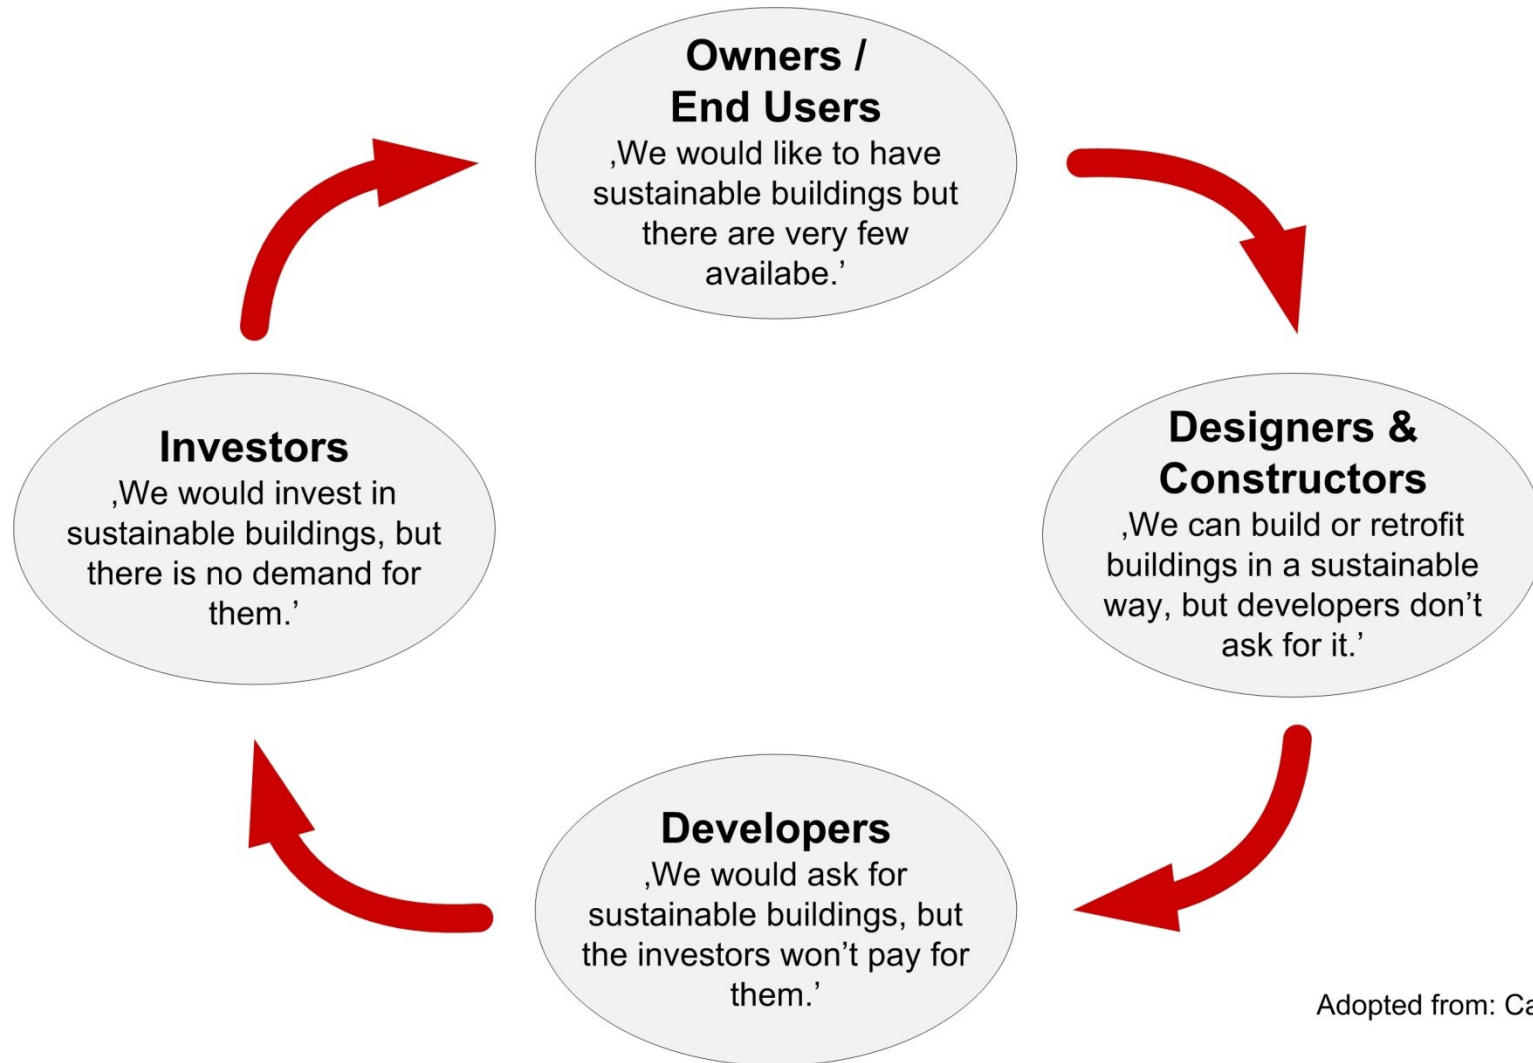 Owners /
End Users
‚We would like to have
sustainable buildings but
there are very few
availabe.’
Designers &
Constructors
‚We can build or retrofit
buildings in a sustainable
way, but developers don’t
ask for it.’
Developers
‚We would ask for
sustainable buildings, but
the investors won’t pay for
them.’
Investors
‚We would invest in
sustainable buildings, but
there is no demand for
them.’
Adopted from: